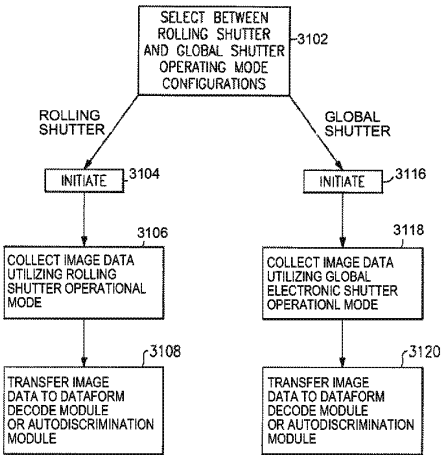 SELECT BETWEEN
ROLLING SHUTTER
AND GLOBAL SHUTTER
OPERATING MODE
CONFIGURATIONS
3102
ROLLING
SHUTTER
GLOBAL
SHUTTER
INITIATE
3104
INITIATE
3116
3106
COLLECT IMAGE DATA
UTILIZING ROLLING
SHUTTER OPERATIONAL
MODE
3118
COLLECT IMAGE DATA
UTILIZING GLOBAL
ELECTRONIC SHUTTER
OPERATIONL MODE
3108
TRANSFER IMAGE
DATA TO DATAFORM
DECODE MODULE
OR AUTODISCRIMINATION
MODULE
3120
TRANSFER IMAGE
DATA TO DATAFORM
DECODE MODULE
OR AUTODISCRIMINATION
MODULE